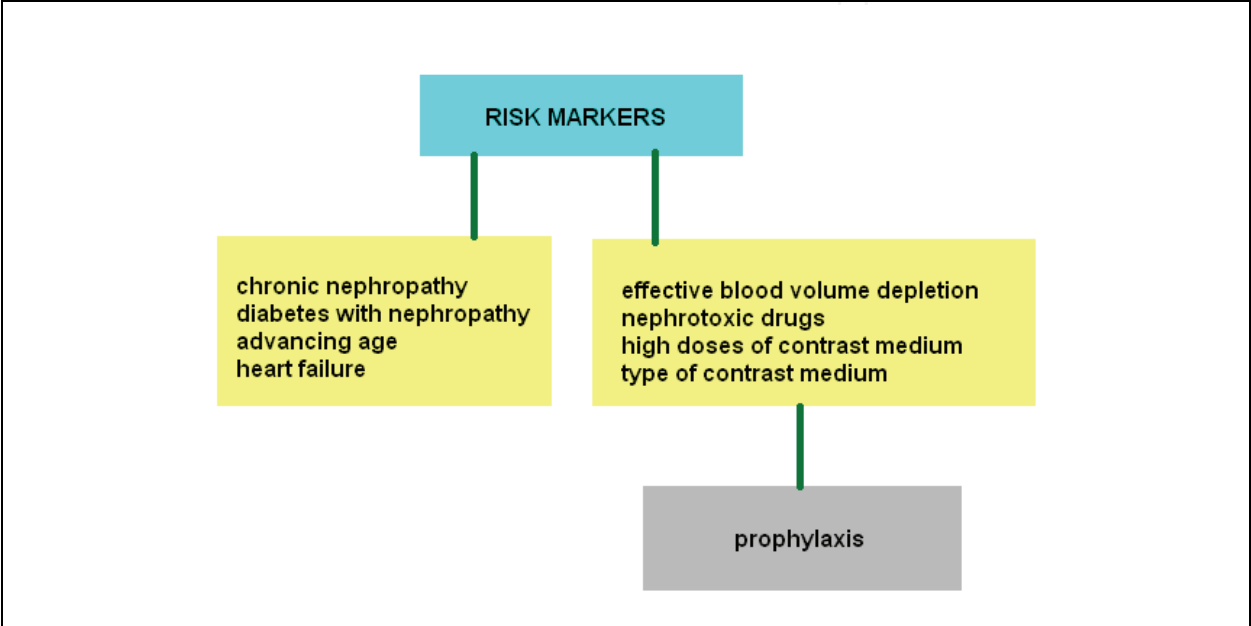 RISK MARKERS
chronic nephropathy
diabetes with nephropathy
advancing age
heart failure
effective blood volume depletion
nephrotoxic drugs
high doses of contrast medium
type of contrast medium
prophylaxis